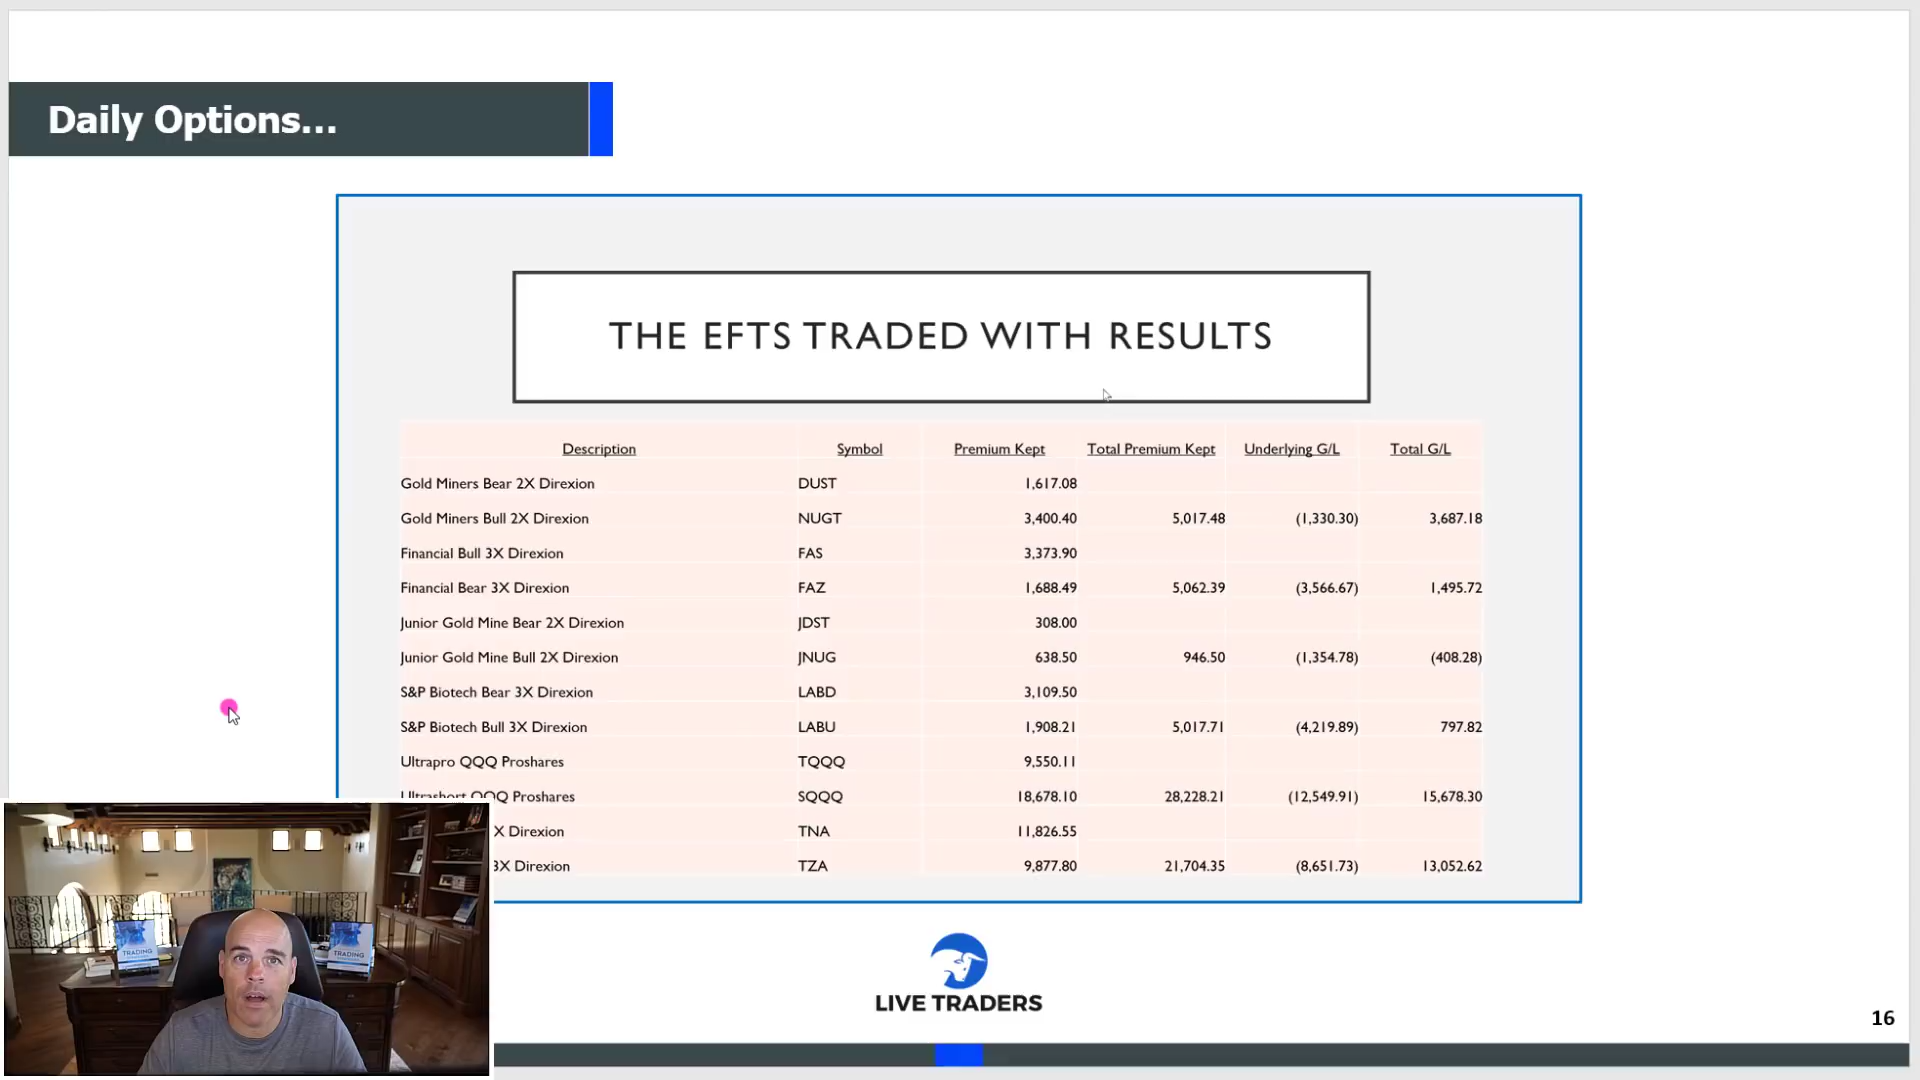 Daily Options...
THE EFTS TRADED WITH RESULTS
Description Symbol Premium Kept Total Premium Kept Underlying G/L Total G/L
Gold Miners Bear 2X Direxion DUST 1,617.08
Gold Miners Bull 2X Direxion NUGT 3,400.40 5,017.48 (1,330.30) 3,687.18
Financial Bull 3X Direxion FAS 3,373.90
Financial Bear 3X Direxion FAZ 1,688.49 5,062.39 (3,566.67) 1,495.72
Junior Gold Mine Bear 2X Direxion JDST 308.00
Junior Gold Mine Bull 2X Direxion JNUG 638.50 946.50 (1,354.78) (408.28)
S&P Biotech Bear 3X Direxion LABD 3,109.50
S&P Biotech Bull 3X Direxion LABU 1,908.21 5,017.71 (4,219.89) 797.82
Ultrapro QQQ Proshares TQQQ 9,550.11
Ultrashort QQQ Proshares SQQQ 18,678.10 28,228.21 (12,549.91) 15,678.30
X Direxion TNA 11,826.55
3X Direxion TZA 9,877.80 21,704.35 (8,651.73) 13,052.62
TRADING
TRADING
LIVE TRADERS
16